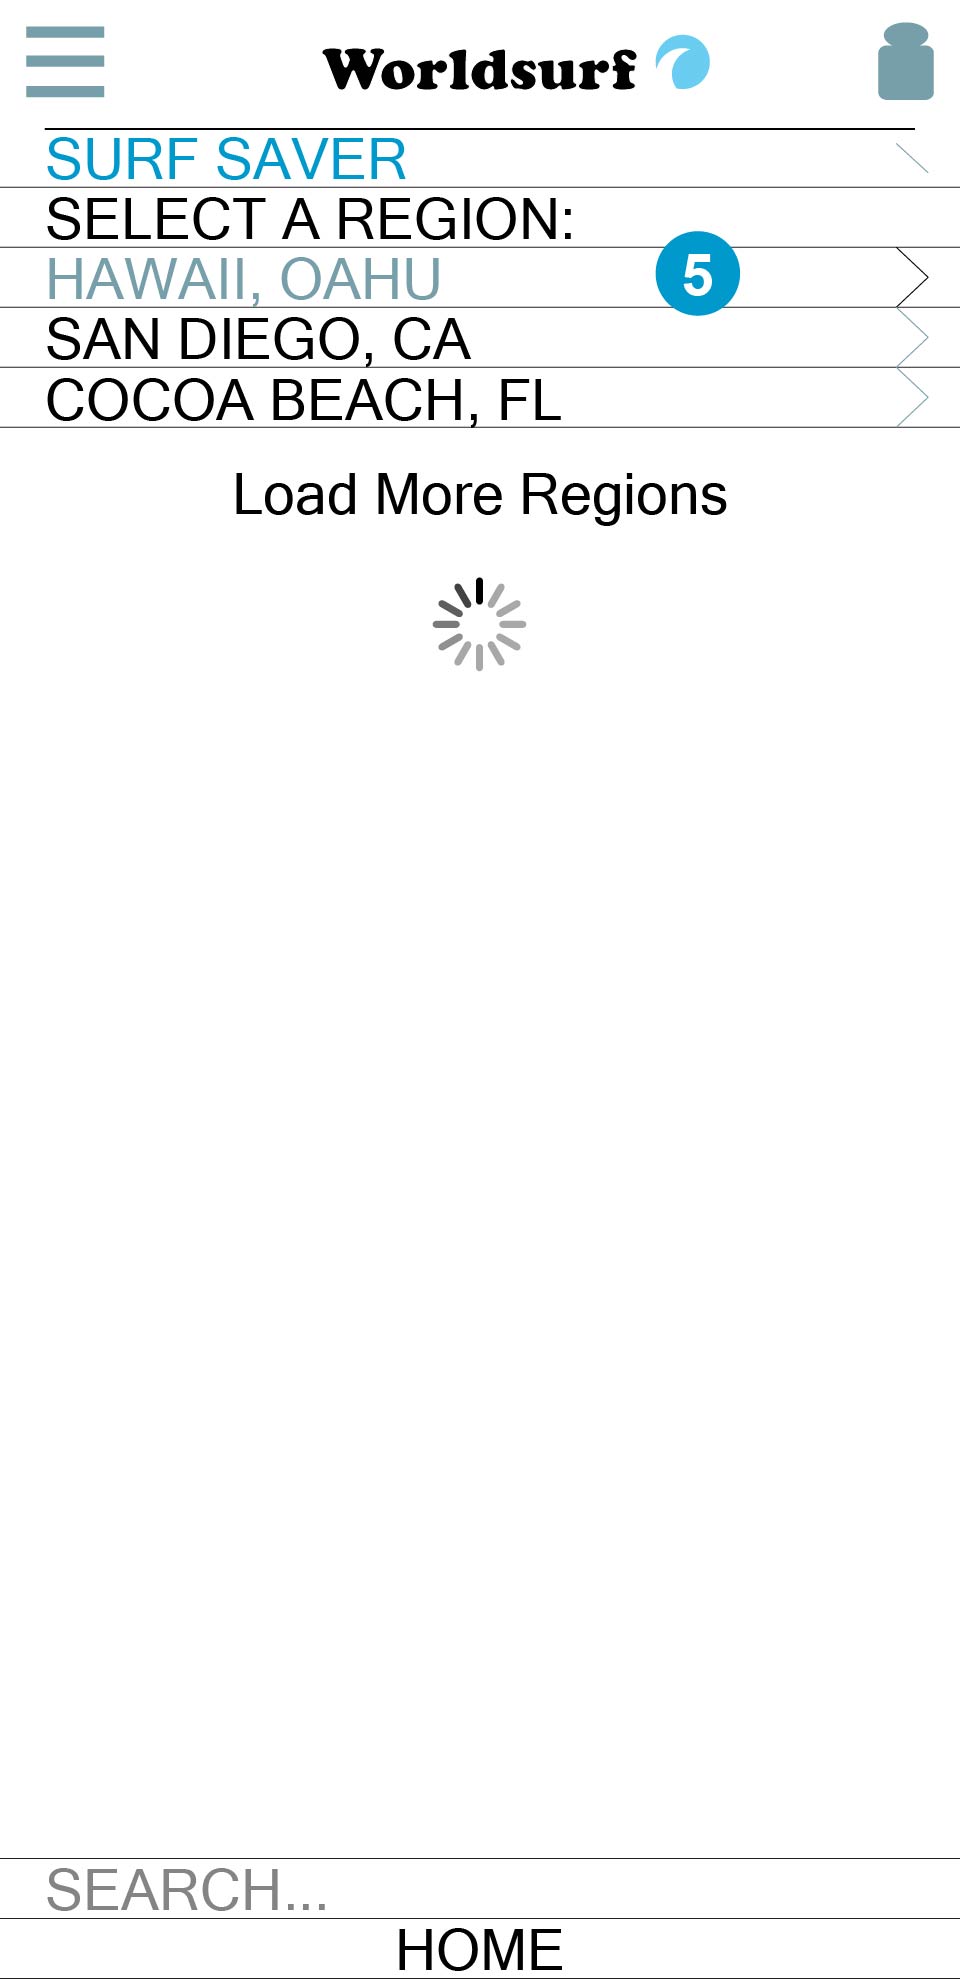 Worldsurf
SURF SAVER
SELECT A REGION:
HAWAII, OAHU
5
SAN DIEGO, CA
COCOA BEACH, FL
Load More Regions
SEARCH...
HOME